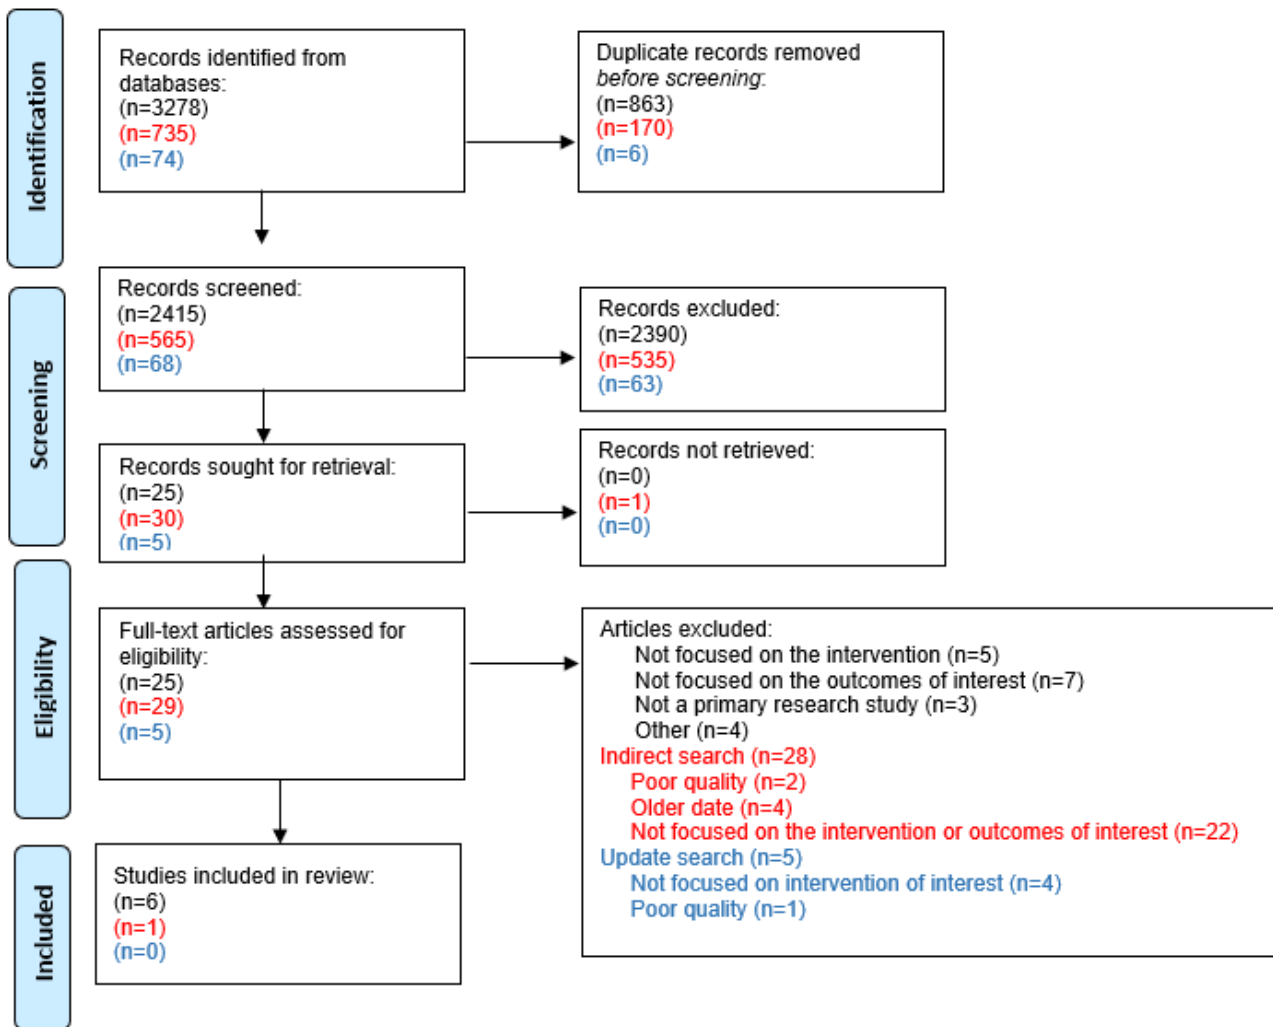 Identification
Records identified from
databases:
(n=3278)
(n=735)
(n=74)
Duplicate records removed
before screening:
(n=863)
(n=170)
(n=6)
Screening
Records screened:
(n=2415)
(n=565)
(n=68)
Records excluded:
(n=2390)
(n=535)
(n=63)
Records sought for retrieval:
(n=25)
(n=30)
(n=5)
Records not retrieved:
(n=0)
(n=1)
(n=0)
Eligibility
Full-text articles assessed for
eligibility:
(n=25)
(n=29)
(n=5)
Articles excluded:
Not focused on the intervention (n=5)
Not focused on the outcomes of interest (n=7)
Not a primary research study (n=3)
Other (n=4)
Indirect search (n=28)
Poor quality (n=2)
Older date (n=4)
Not focused on the intervention or outcomes of interest (n=22)
Update search (n=5)
Not focused on intervention of interest (n=4)
Poor quality (n=1)
Included
Studies included in review:
(n=6)
(n=1)
(n=0)